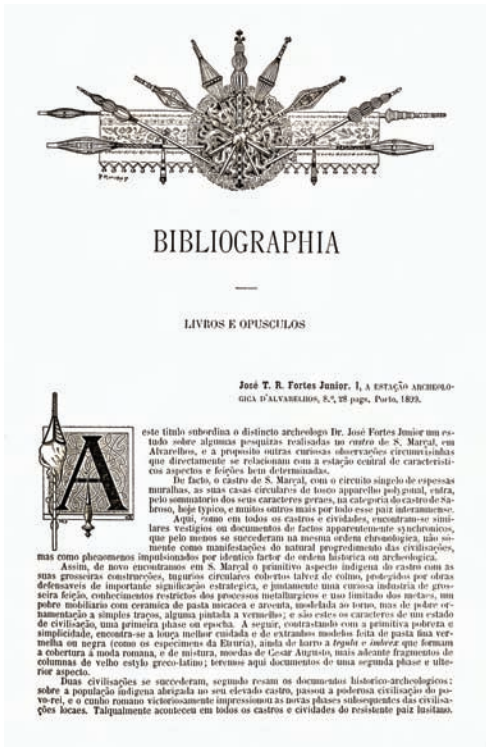 BIBLIOGRAPHIA
LIVROS E OPUSCULOS
José T. R. Fortes Junior. I, A ESTAÇÃO ARCHEOLO-
GICA D'ALVARELHOS, 8.º, 28 pags. Porto, 1899.
A este titulo subordina o distincto archeologo Dr. José Fortes Junior um es-
tudo sobre algumas pesquizas realisadas no castro de S. Marçal, em
Alvarelhos, e a proposito outras curiosas observações circumvisinhas
que directamente se relacionam com a estação central de caracteristi-
cos aspectos e feições bem determinadas.
De facto, o castro de S. Marçal, com o circuito singelo de espessas
muralhas, as suas casas circulares de tosco apparelho polygonal, entra,
pelo sommatorio dos seus caracteres geraes, na categoria do castro de Sa-
broso, hoje typico, e muitos outros mais por todo esse paiz interamnense.
Aqui, como em todos os castros e cividades, encontram-se simi-
lares vestigios ou documentos de factos apparentemente synchronicos,
que pelo menos se succederam na mesma ordem chronologica, não só-
mente como manifestações do natural progredimento das civilisações,
mas como phenomenos impulsionados por identico factor de ordem historica ou archeologica.
Assim, de novo encontramos em S. Marçal o primitivo aspecto indigena do castro com as
suas grosseiras construcções, tugurios circulares cobertos talvez de colmo, protegidos por obras
defensaveis de importante significação estrategica, e juntamente uma curiosa industria de gros-
seira feição, conhecimentos restrictos dos processos metallurgicos e uso limitado dos metaes, um
pobre mobiliario com ceramica de pasta micacea e areenta, modelada ao torno, mas de pobre or-
namentação a simples traços, alguma pintada a vermelho; e são estes os caracteres de um estado
de civilisação, uma primeira phase ou epocha. A seguir, contrastando com a primitiva pobreza e
simplicidade, encontra-se a louça melhor cuidada e de extranhos modelos feita de pasta fina ver-
melha ou negra (como os especimens da Etruria), ainda de barro a tegula e imbrex que formam
a cobertura á moda romana, e de mistura, moedas de Cesar Augusto, mais adeante fragmentos de
columnas de velho estylo greco-latino; teremos aqui documentos de uma segunda phase e ulte-
rior aspecto.
Duas civilisações se succederam, segundo resam os documentos historico-archeologicos:
sobre a população indigena abrigada no seu elevado castro, passou a poderosa civilisação do po-
vo-rei, e o cunho romano victoriosamente impressionou as novas phases subsequentes das civilisa-
ções locaes. Talqualmente aconteceu em todos os castros e cividades do resistente paiz lusitano.